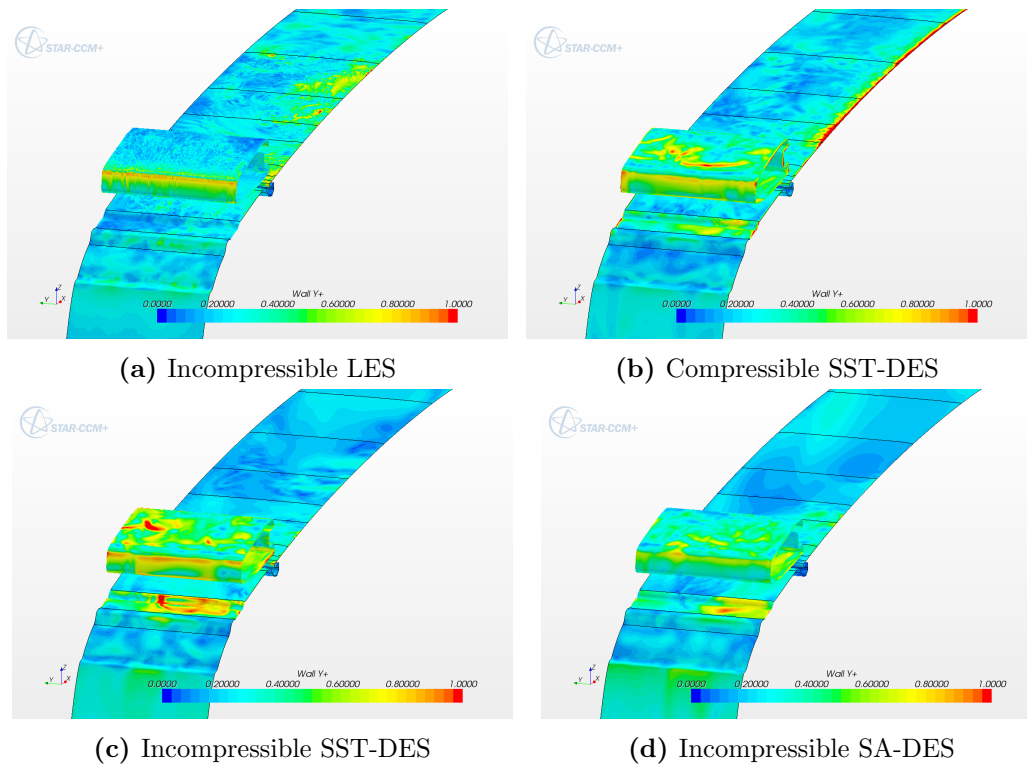 STAR-CCM+
Z
Y
X
Wall Y+
0.0000 0.20000 0.40000 0.60000 0.80000 1.0000
(a) Incompressible LES
STAR-CCM+
Z
Y
X
Wall Y+
0.0000 0.20000 0.40000 0.60000 0.80000 1.0000
(b) Compressible SST-DES
STAR-CCM+
Z
Y
X
Wall Y+
0.0000 0.20000 0.40000 0.60000 0.80000 1.0000
(c) Incompressible SST-DES
STAR-CCM+
Z
Y
X
Wall Y+
0.0000 0.20000 0.40000 0.60000 0.80000 1.0000
(d) Incompressible SA-DES